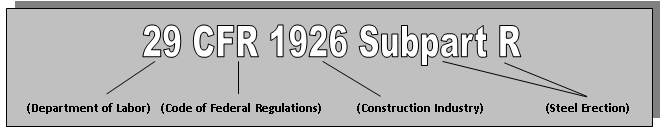 29 CFR 1926 Subpart R
(Department of Labor) (Code of Federal Regulations) (Construction Industry) (Steel Erection)